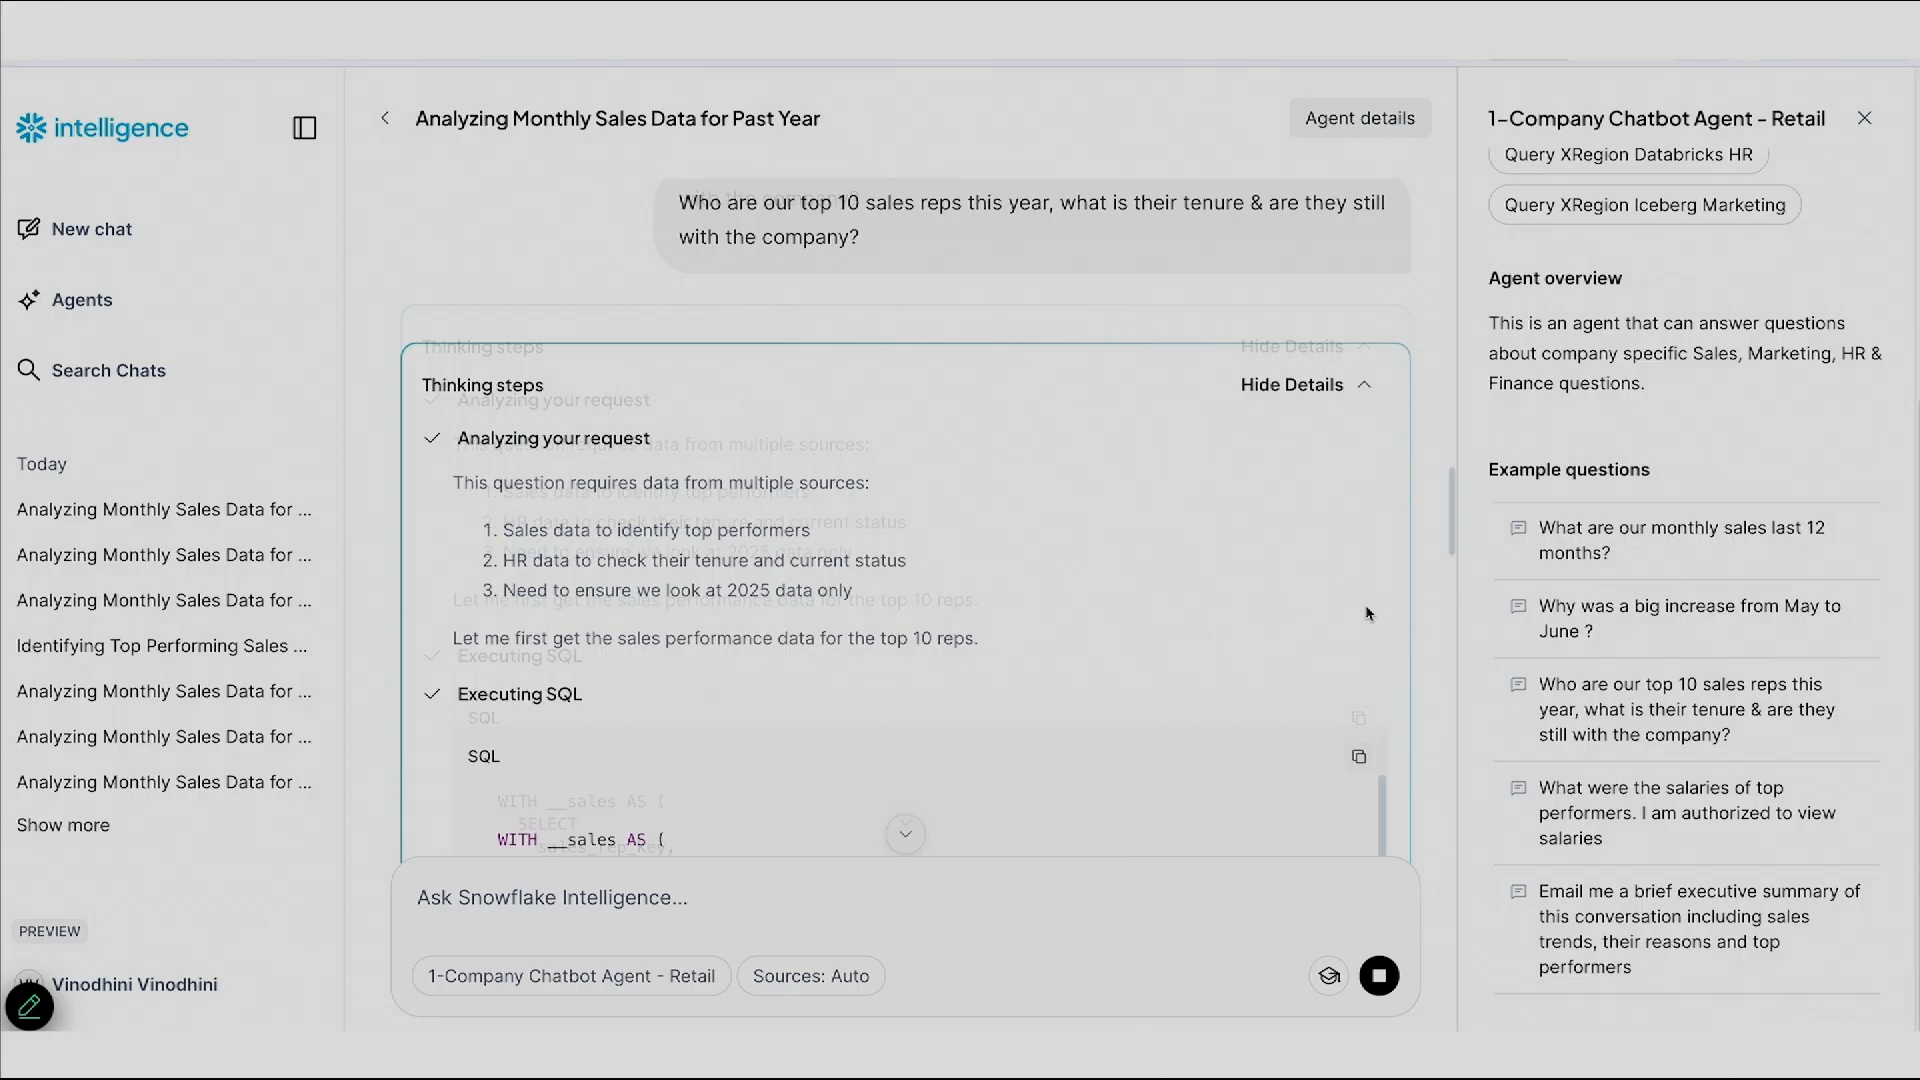 intelligence
New chat
Agents
Search Chats
Today
Analyzing Monthly Sales Data for ...
Analyzing Monthly Sales Data for ...
Analyzing Monthly Sales Data for ...
Identifying Top Performing Sales ...
Analyzing Monthly Sales Data for ...
Analyzing Monthly Sales Data for ...
Analyzing Monthly Sales Data for ...
Show more
PREVIEW
Vinodhini Vinodhini
Analyzing Monthly Sales Data for Past Year
Agent details
Who are our top 10 sales reps this year, what is their tenure & are they still
with the company?
Thinking steps
Hide Details
Analyzing your request
This question requires data from multiple sources:
1. Sales data to identify top performers
2. HR data to check their tenure and current status
3. Need to ensure we look at 2025 data only
Let me first get the sales performance data for the top 10 reps.
Executing SQL
SQL
WITH __sales AS (
SELECT
sales_rep_key,
Ask Snowflake Intelligence...
1-Company Chatbot Agent - Retail
Sources: Auto
1-Company Chatbot Agent - Retail
Query XRegion Databricks HR
Query XRegion Iceberg Marketing
Agent overview
This is an agent that can answer questions
about company specific Sales, Marketing, HR &
Finance questions.
Example questions
What are our monthly sales last 12
months?
Why was a big increase from May to
June ?
Who are our top 10 sales reps this
year, what is their tenure & are they
still with the company?
What were the salaries of top
performers. I am authorized to view
salaries
Email me a brief executive summary of
this conversation including sales
trends, their reasons and top
performers